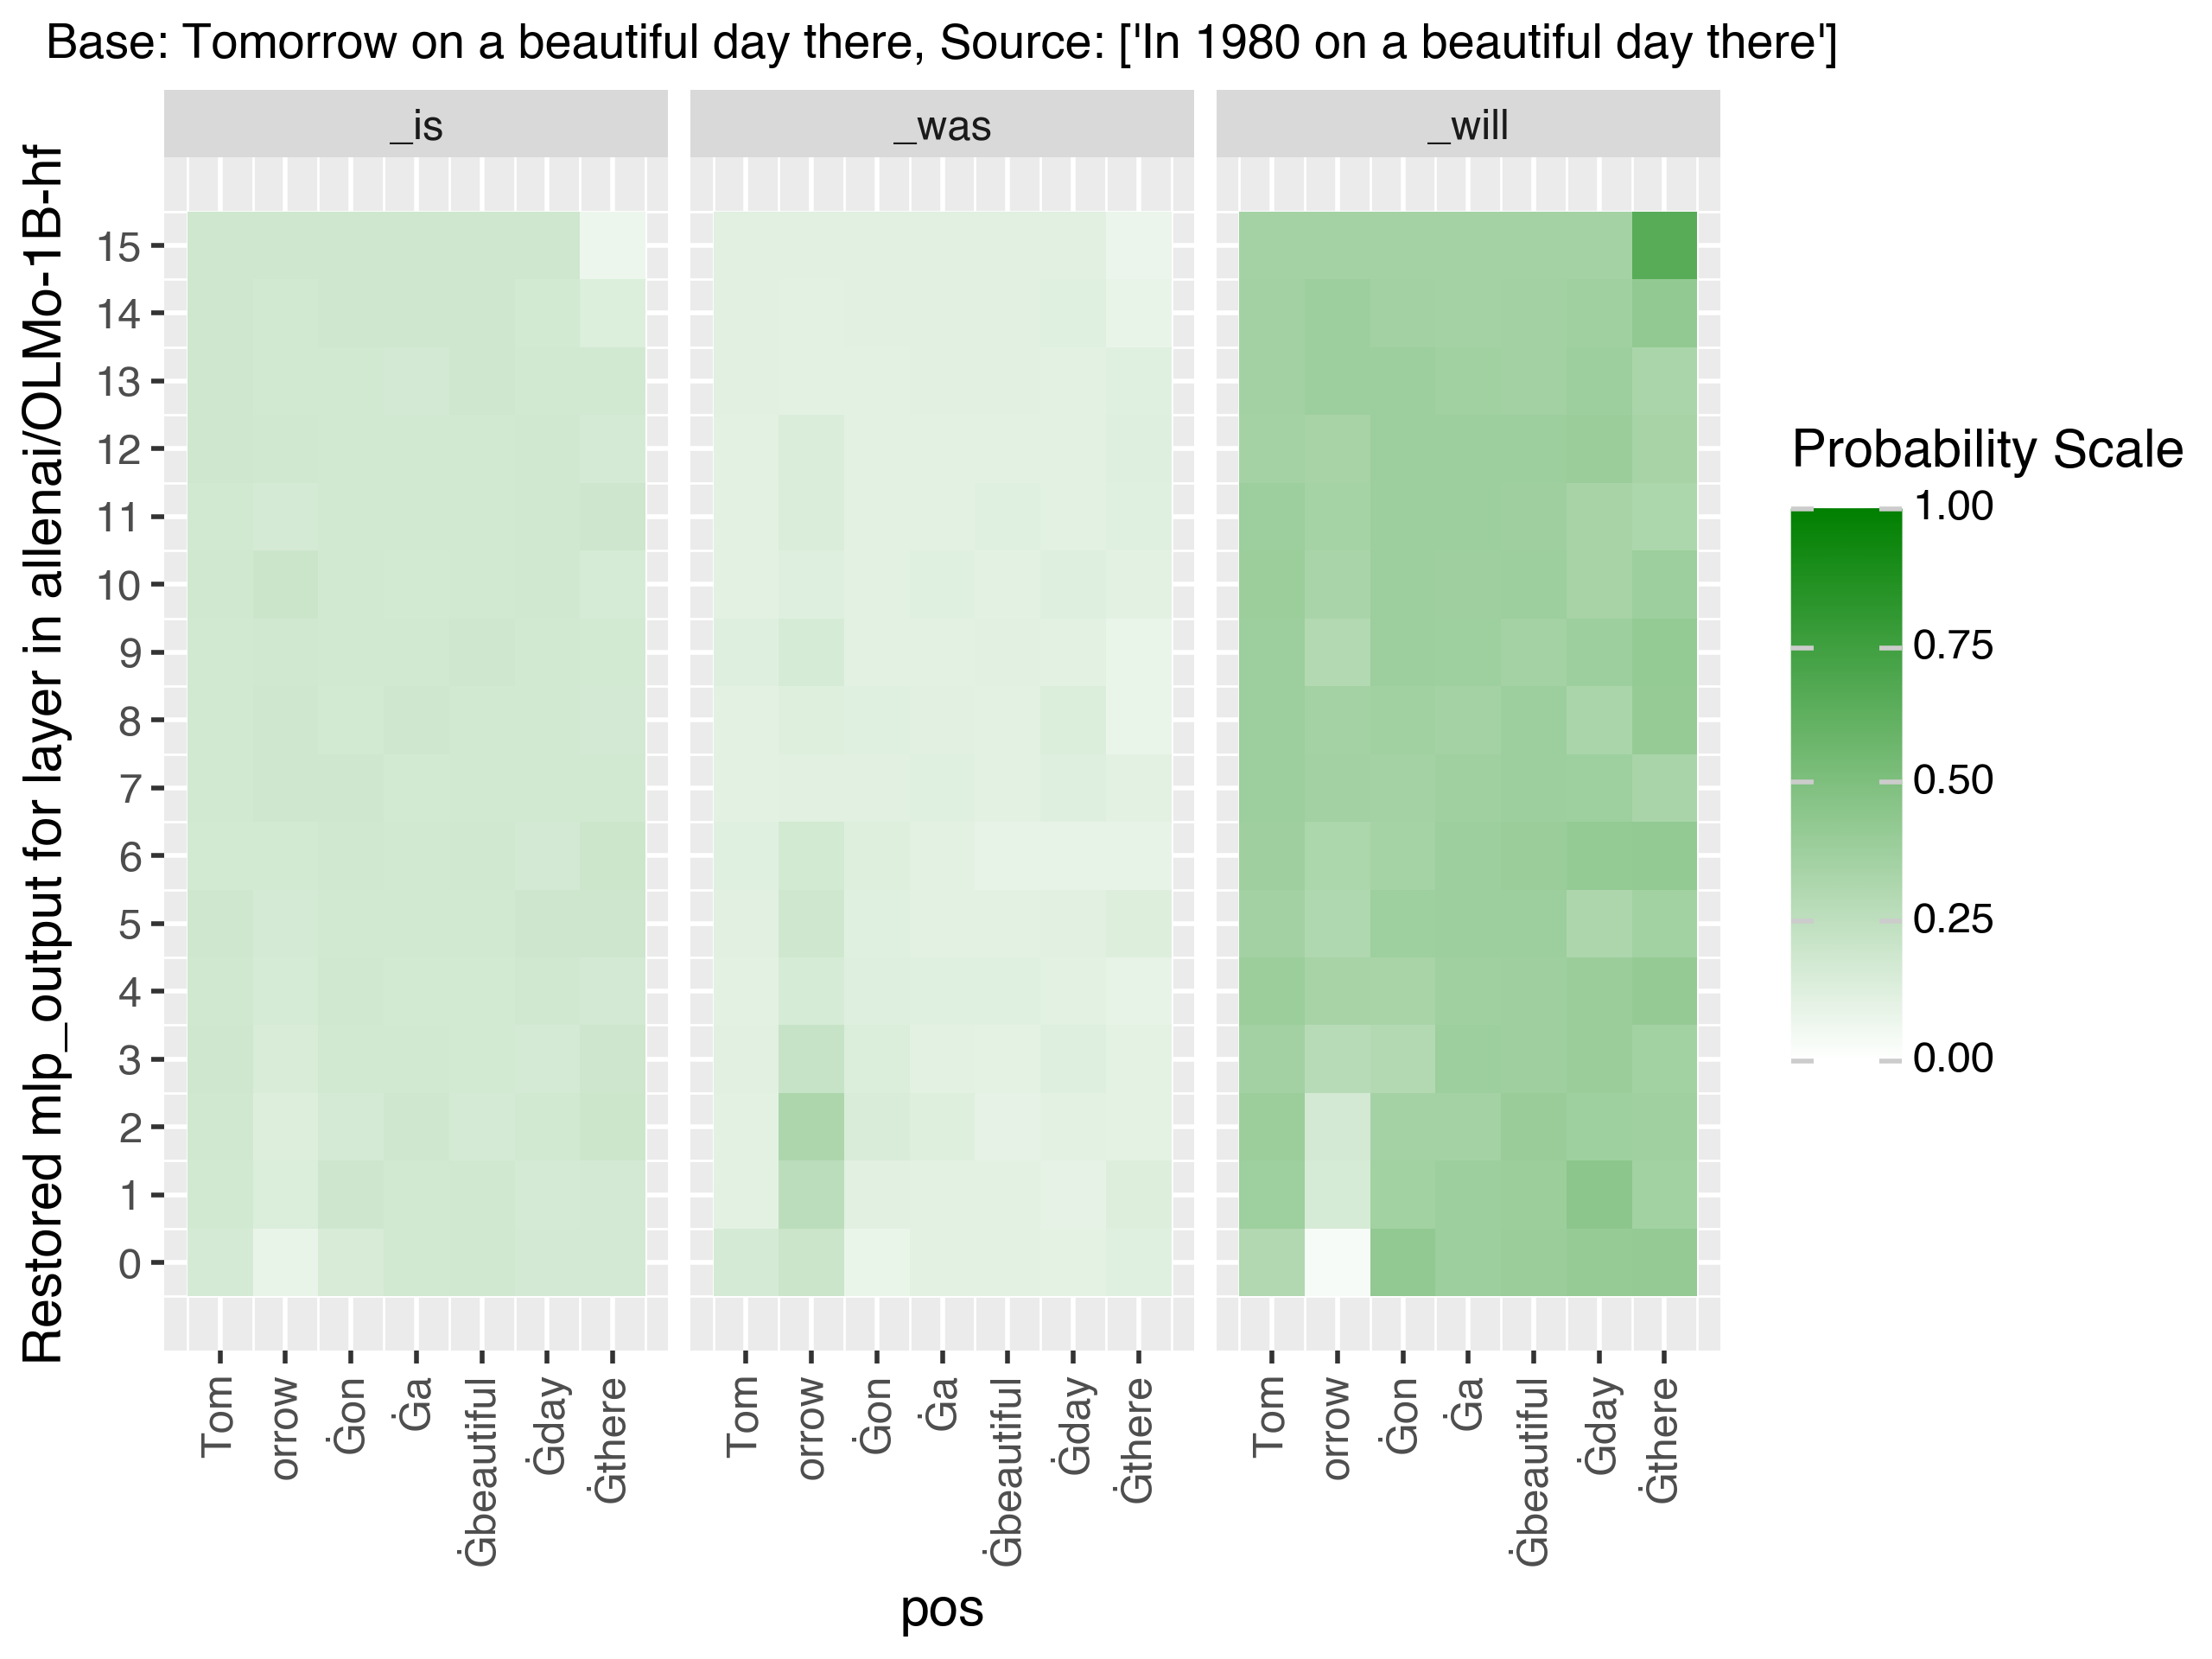 Base: Tomorrow on a beautiful day there, Source: ['In 1980 on a beautiful day there']
_is
_was
_will
Restored mlp_output for layer in allenai/OLMo-1B-hf
15
14
13
12
11
10
9
8
7
6
5
4
3
2
1
0
Tom
orrow
Ġon
Ġa
Ġbeautiful
Ġday
Ġthere
Tom
orrow
Ġon
Ġa
Ġbeautiful
Ġday
Ġthere
Tom
orrow
Ġon
Ġa
Ġbeautiful
Ġday
Ġthere
pos
Probability Scale
1.00
0.75
0.50
0.25
0.00